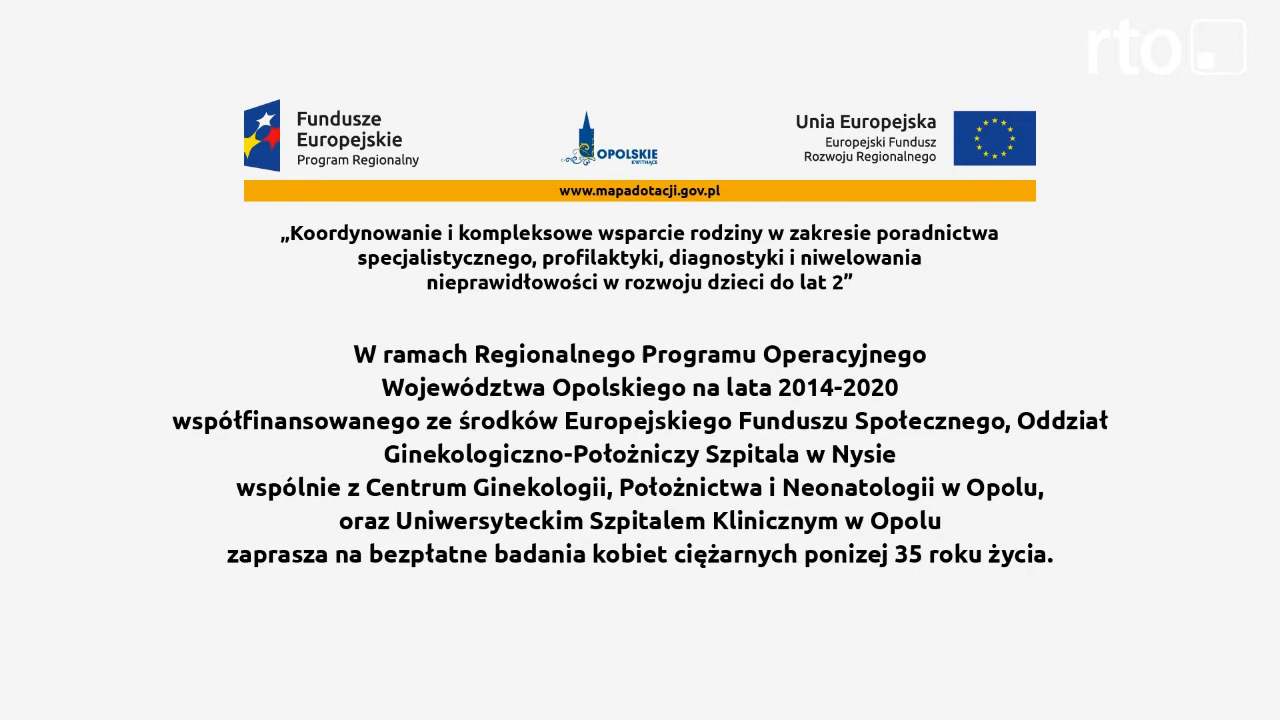 rto
Fundusze
Europejskie
Program Regionalny
OPOLSKIE
KWITNĄCE
Unia Europejska
Europejski Fundusz
Rozwoju Regionalnego
www.mapadotacji.gov.pl
„Koordynowanie i kompleksowe wsparcie rodziny w zakresie poradnictwa
specjalistycznego, profilaktyki, diagnostyki i niwelowania
nieprawidłowości w rozwoju dzieci do lat 2”
W ramach Regionalnego Programu Operacyjnego
Województwa Opolskiego na lata 2014-2020
współfinansowanego ze środków Europejskiego Funduszu Społecznego, Oddział
Ginekologiczno-Położniczy Szpitala w Nysie
wspólnie z Centrum Ginekologii, Położnictwa i Neonatologii w Opolu,
oraz Uniwersyteckim Szpitalem Klinicznym w Opolu
zaprasza na bezpłatne badania kobiet ciężarnych ponizej 35 roku życia.